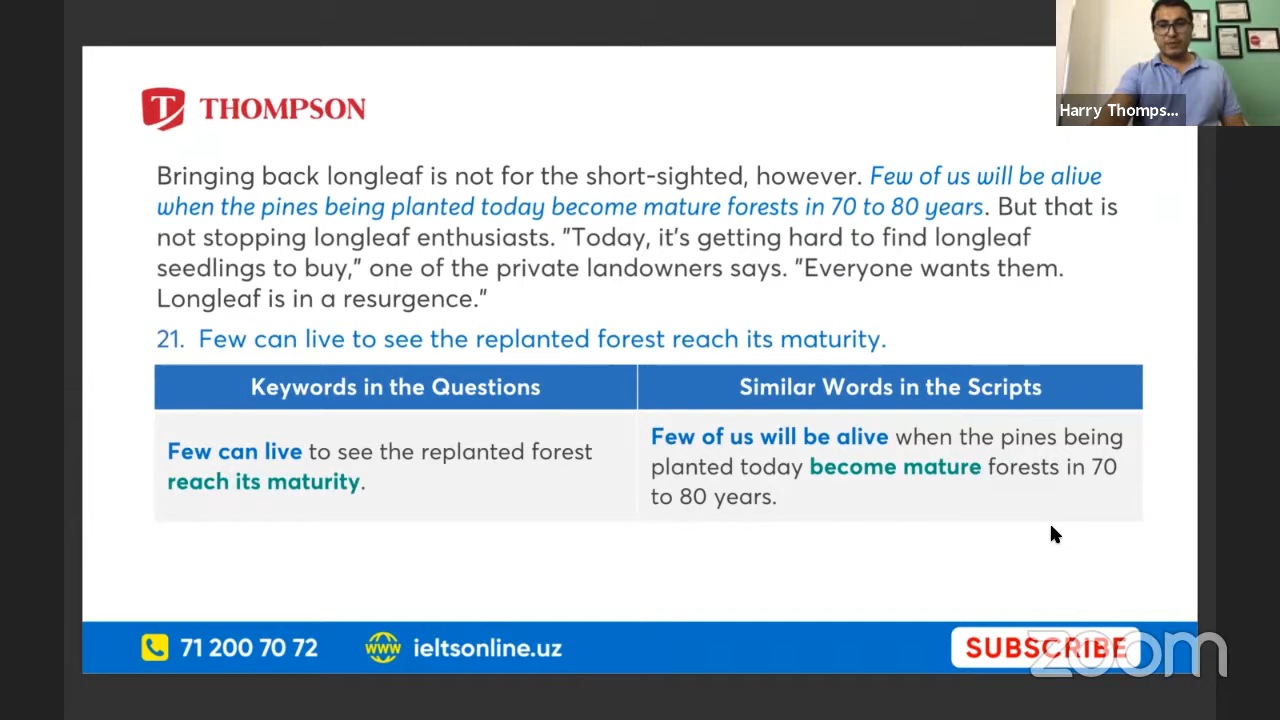 THOMPSON
Harry Thomps...
Bringing back longleaf is not for the short-sighted, however. Few of us will be alive
when the pines being planted today become mature forests in 70 to 80 years. But that is
not stopping longleaf enthusiasts. "Today, it's getting hard to find longleaf
seedlings to buy," one of the private landowners says. "Everyone wants them.
Longleaf is in a resurgence."
21. Few can live to see the replanted forest reach its maturity.
Keywords in the Questions
Similar Words in the Scripts
Few can live to see the replanted forest
reach its maturity.
Few of us will be alive when the pines being
planted today become mature forests in 70
to 80 years.
71 200 70 72
www
ieltsonline.uz
SUBSCRIBE
zoom